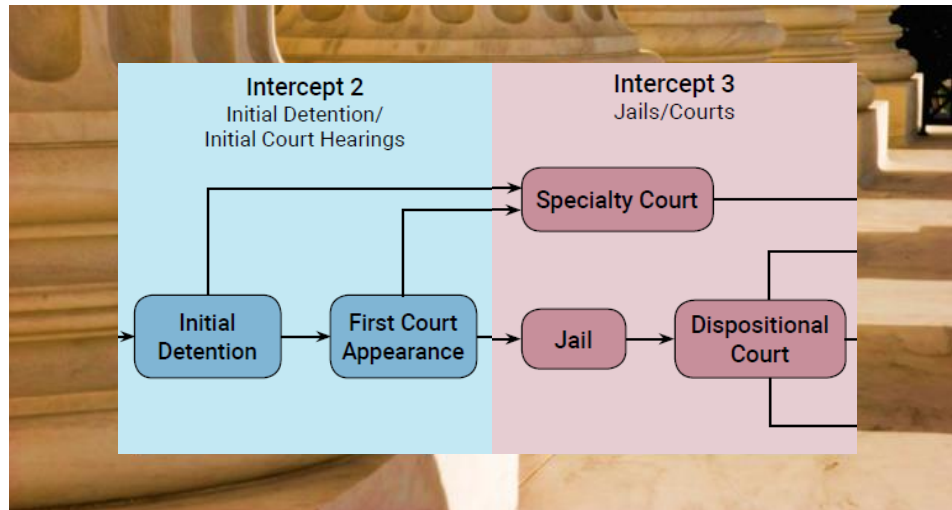 Intercept 2
Initial Detention/
Initial Court Hearings
Intercept 3
Jails/Courts
Specialty Court
Initial
Detention
First Court
Appearance
Jail
Dispositional
Court